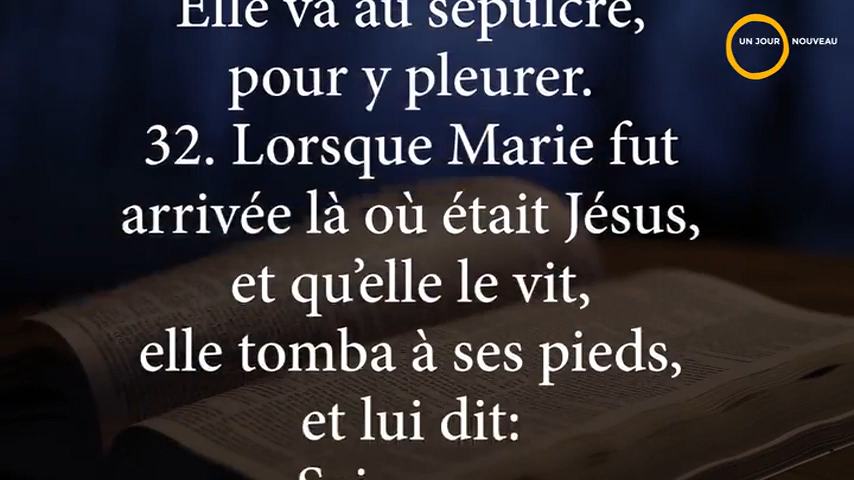 Elle va au sépulcre,
pour y pleurer.
32. Lorsque Marie fut
arrivée là où était Jésus,
et qu’elle le vit,
elle tomba à ses pieds,
et lui dit:
UN JOUR NOUVEAU